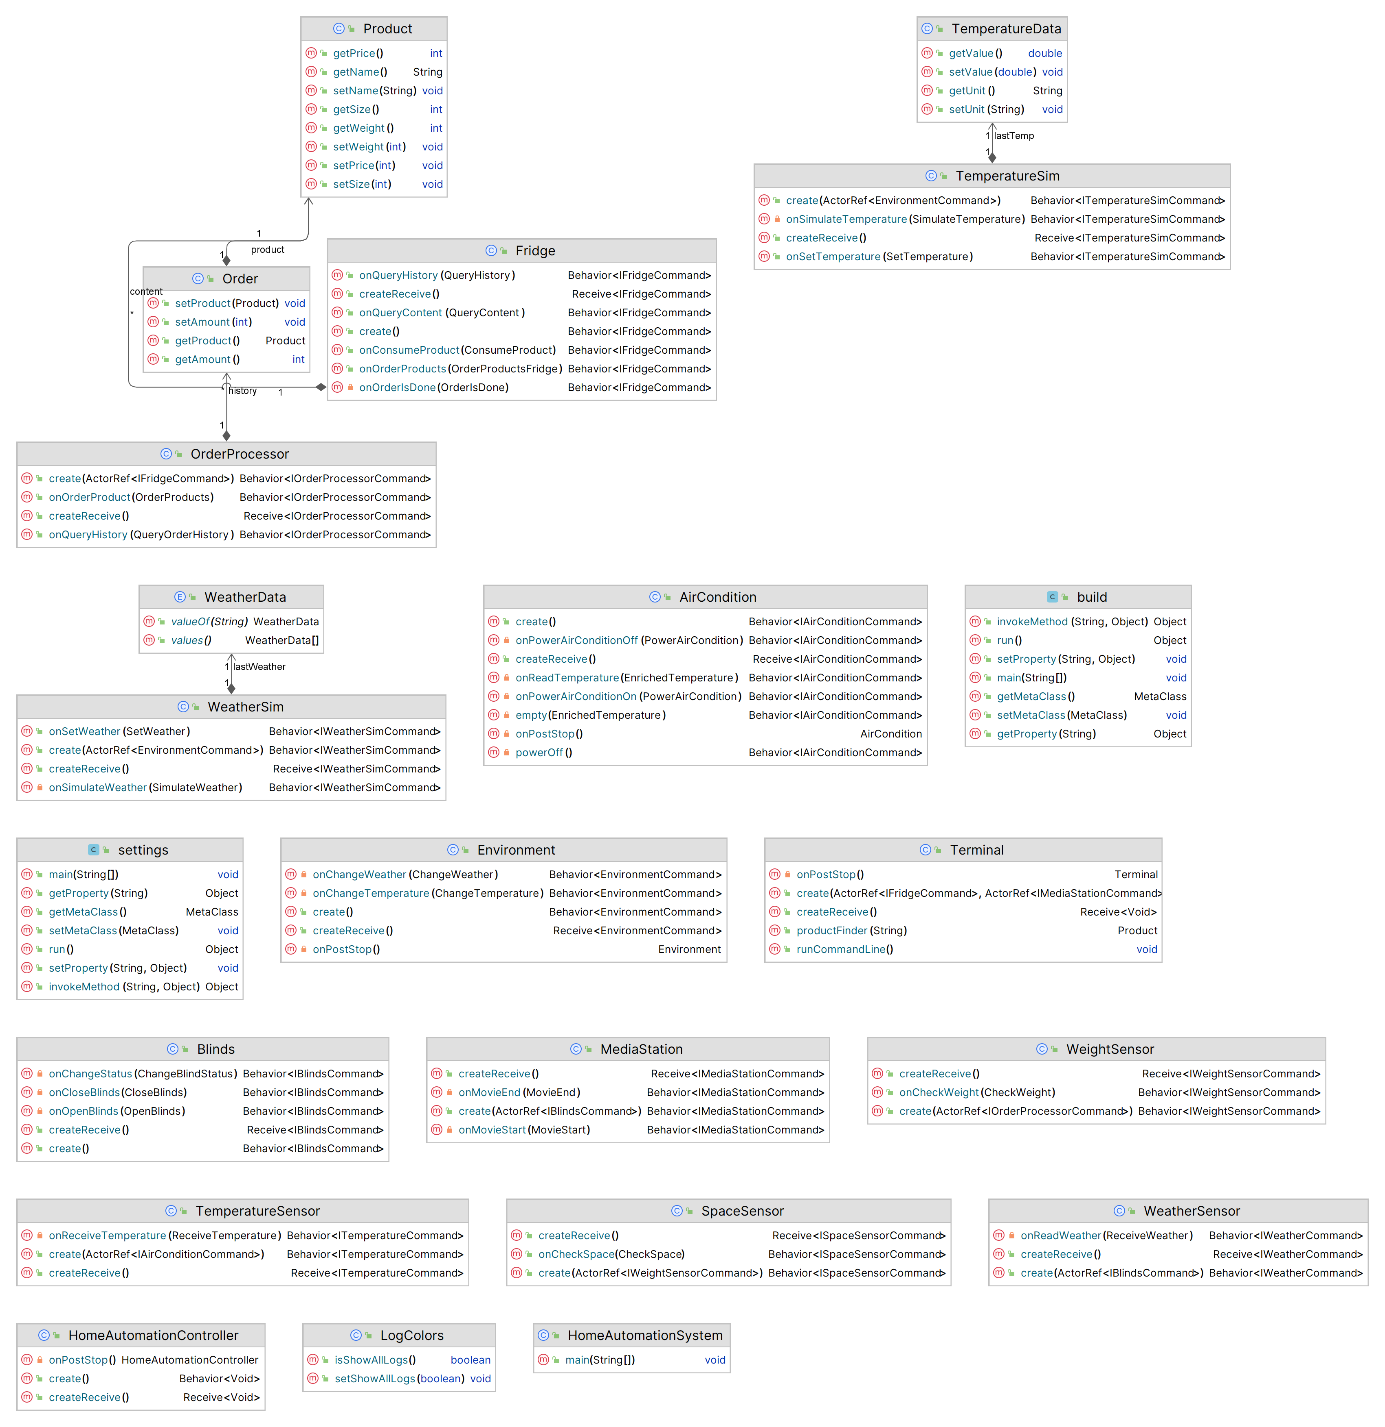 Product
getPrice() int
getName() String
setName(String) void
getSize() int
getWeight() int
setWeight(int) void
setPrice(int) void
setSize(int) void
TemperatureData
getValue() double
setValue(double) void
getUnit() String
setUnit(String) void
1 lastTemp
1
TemperatureSim
create(ActorRef<EnvironmentCommand>) Behavior<ITemperatureSimCommand>
onSimulateTemperature(SimulateTemperature) Behavior<ITemperatureSimCommand>
createReceive() Receive<ITemperatureSimCommand>
onSetTemperature(SetTemperature) Behavior<ITemperatureSimCommand>
1
product
1
content
*
Order
setProduct(Product) void
setAmount(int) void
getProduct() Product
getAmount() int
Fridge
onQueryHistory(QueryHistory) Behavior<IFridgeCommand>
createReceive() Receive<IFridgeCommand>
onQueryContent(QueryContent) Behavior<IFridgeCommand>
create() Behavior<IFridgeCommand>
onConsumeProduct(ConsumeProduct) Behavior<IFridgeCommand>
onOrderProducts(OrderProductsFridge) Behavior<IFridgeCommand>
onOrderIsDone(OrderIsDone) Behavior<IFridgeCommand>
* history 1
1
OrderProcessor
create(ActorRef<IFridgeCommand>) Behavior<IOrderProcessorCommand>
onOrderProduct(OrderProducts) Behavior<IOrderProcessorCommand>
createReceive() Receive<IOrderProcessorCommand>
onQueryHistory(QueryOrderHistory) Behavior<IOrderProcessorCommand>
WeatherData
valueOf(String) WeatherData
values() WeatherData[]
1 lastWeather
1
WeatherSim
onSetWeather(SetWeather) Behavior<IWeatherSimCommand>
create(ActorRef<EnvironmentCommand>) Behavior<IWeatherSimCommand>
createReceive() Receive<IWeatherSimCommand>
onSimulateWeather(SimulateWeather) Behavior<IWeatherSimCommand>
AirCondition
create() Behavior<IAirConditionCommand>
onPowerAirConditionOff(PowerAirCondition) Behavior<IAirConditionCommand>
createReceive() Receive<IAirConditionCommand>
onReadTemperature(EnrichedTemperature) Behavior<IAirConditionCommand>
onPowerAirConditionOn(PowerAirCondition) Behavior<IAirConditionCommand>
empty(EnrichedTemperature) Behavior<IAirConditionCommand>
onPostStop() AirCondition
powerOff() Behavior<IAirConditionCommand>
build
invokeMethod(String, Object) Object
run() Object
setProperty(String, Object) void
main(String[]) void
getMetaClass() MetaClass
setMetaClass(MetaClass) void
getProperty(String) Object
settings
main(String[]) void
getProperty(String) Object
getMetaClass() MetaClass
setMetaClass(MetaClass) void
run() Object
setProperty(String, Object) void
invokeMethod(String, Object) Object
Environment
onChangeWeather(ChangeWeather) Behavior<EnvironmentCommand>
onChangeTemperature(ChangeTemperature) Behavior<EnvironmentCommand>
create() Behavior<EnvironmentCommand>
createReceive() Receive<EnvironmentCommand>
onPostStop() Environment
Terminal
onPostStop() Terminal
create(ActorRef<IFridgeCommand>, ActorRef<IMediaStationCommand>
createReceive() Receive<Void>
productFinder(String) Product
runCommandLine() void
Blinds
onChangeStatus(ChangeBlindStatus) Behavior<IBlindsCommand>
onCloseBlinds(CloseBlinds) Behavior<IBlindsCommand>
onOpenBlinds(OpenBlinds) Behavior<IBlindsCommand>
createReceive() Receive<IBlindsCommand>
create() Behavior<IBlindsCommand>
MediaStation
createReceive() Receive<IMediaStationCommand>
onMovieEnd(MovieEnd) Behavior<IMediaStationCommand>
create(ActorRef<IBlindsCommand>) Behavior<IMediaStationCommand>
onMovieStart(MovieStart) Behavior<IMediaStationCommand>
WeightSensor
createReceive() Receive<IWeightSensorCommand>
onCheckWeight(CheckWeight) Behavior<IWeightSensorCommand>
create(ActorRef<IOrderProcessorCommand>) Behavior<IWeightSensorCommand>
TemperatureSensor
onReceiveTemperature(ReceiveTemperature) Behavior<ITemperatureCommand>
create(ActorRef<IAirConditionCommand>) Behavior<ITemperatureCommand>
createReceive() Receive<ITemperatureCommand>
SpaceSensor
createReceive() Receive<ISpaceSensorCommand>
onCheckSpace(CheckSpace) Behavior<ISpaceSensorCommand>
create(ActorRef<IWeightSensorCommand>) Behavior<ISpaceSensorCommand>
WeatherSensor
onReadWeather(ReceiveWeather) Behavior<IWeatherCommand>
createReceive() Receive<IWeatherCommand>
create(ActorRef<IBlindsCommand>) Behavior<IWeatherCommand>
HomeAutomationController
onPostStop() HomeAutomationController
create() Behavior<Void>
createReceive() Receive<Void>
LogColors
isShowAllLogs() boolean
setShowAllLogs(boolean) void
HomeAutomationSystem
main(String[]) void